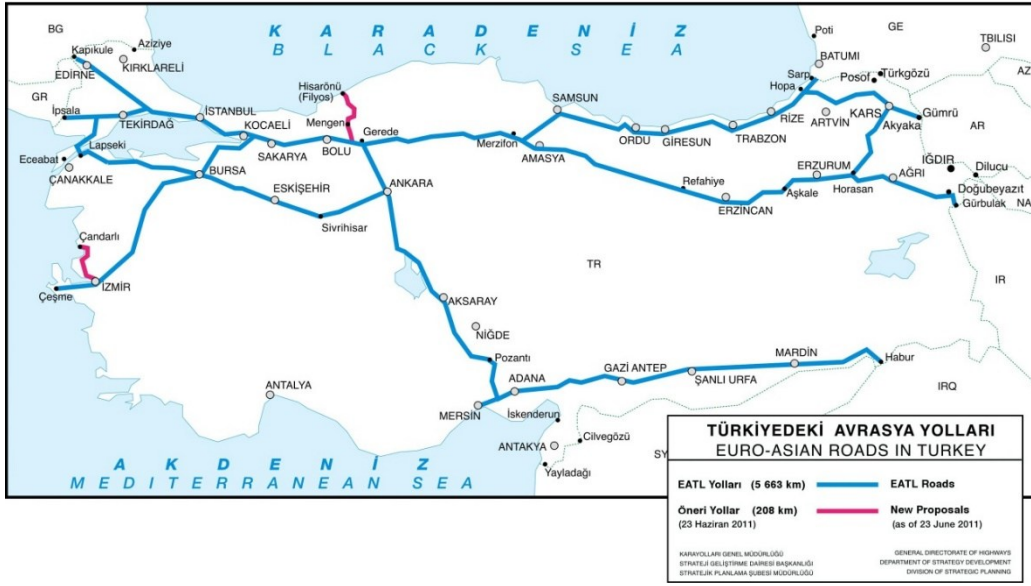 KARADENİZ
BLACK SEA
BG
Kapıkule
Aziziye
EDİRNE
KIRKLARELİ
GR
İpsala
TEKİRDAĞ
İSTANBUL
KOCAELİ
SAKARYA
Hisarönü
(Filyos)
Mengen
BOLU
Gerede
Merzifon
AMASYA
SAMSUN
ORDU
GİRESUN
TRABZON
RİZE
Hopa
Sarp
BATUMI
Poti
GE
TBILISI
AZ
Posof
Türkgözü
ARTVİN
KARS
Akyaka
Gümrü
AR
IĞDIR
Dilucu
Doğubeyazıt
NA
Gürbulak
AĞRI
Horasan
ERZURUM
Aşkale
ERZİNCAN
Refahiye
Eceabat
Lapseki
ÇANAKKALE
BURSA
ESKİŞEHİR
Sivrihisar
ANKARA
Çandarlı
İZMİR
Çeşme
TR
IR
AKSARAY
NİĞDE
Pozantı
ANTALYA
MERSİN
ADANA
İskenderun
GAZİ ANTEP
ŞANLI URFA
MARDİN
Habur
IRQ
ANTAKYA
Cilvegözü
Yayladağı
SY
AKDENİZ
MEDITERRANEAN SEA
TÜRKİYEDEKİ AVRASYA YOLLARI
EURO-ASIAN ROADS IN TURKEY
EATL Yolları (5 663 km) EATL Roads
Öneri Yollar (208 km) New Proposals
(23 Haziran 2011) (as of 23 June 2011)
KARAYOLLARI GENEL MÜDÜRLÜĞÜ GENERAL DIRECTORATE OF HIGHWAYS
STRATEJİ GELİŞTİRME DAİRESİ BAŞKANLIĞI DEPARTMENT OF STRATEGY DEVELOPMENT
STRATEJİK PLANLAMA ŞUBESİ MÜDÜRLÜĞÜ DIVISION OF STRATEGIC PLANNING